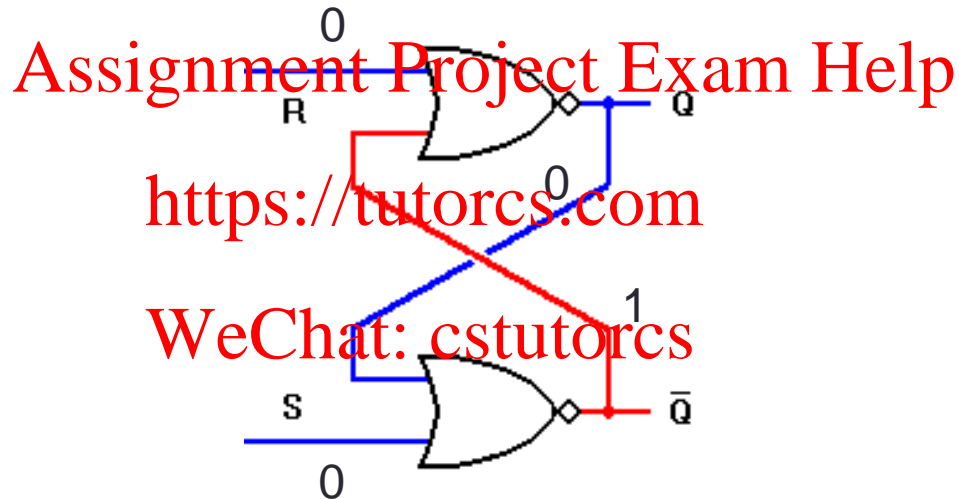 0
Assignment Project Exam Help
R
Q
0
https://tutorcs.com
1
WeChat: cstutorcs
S
Q̅
0